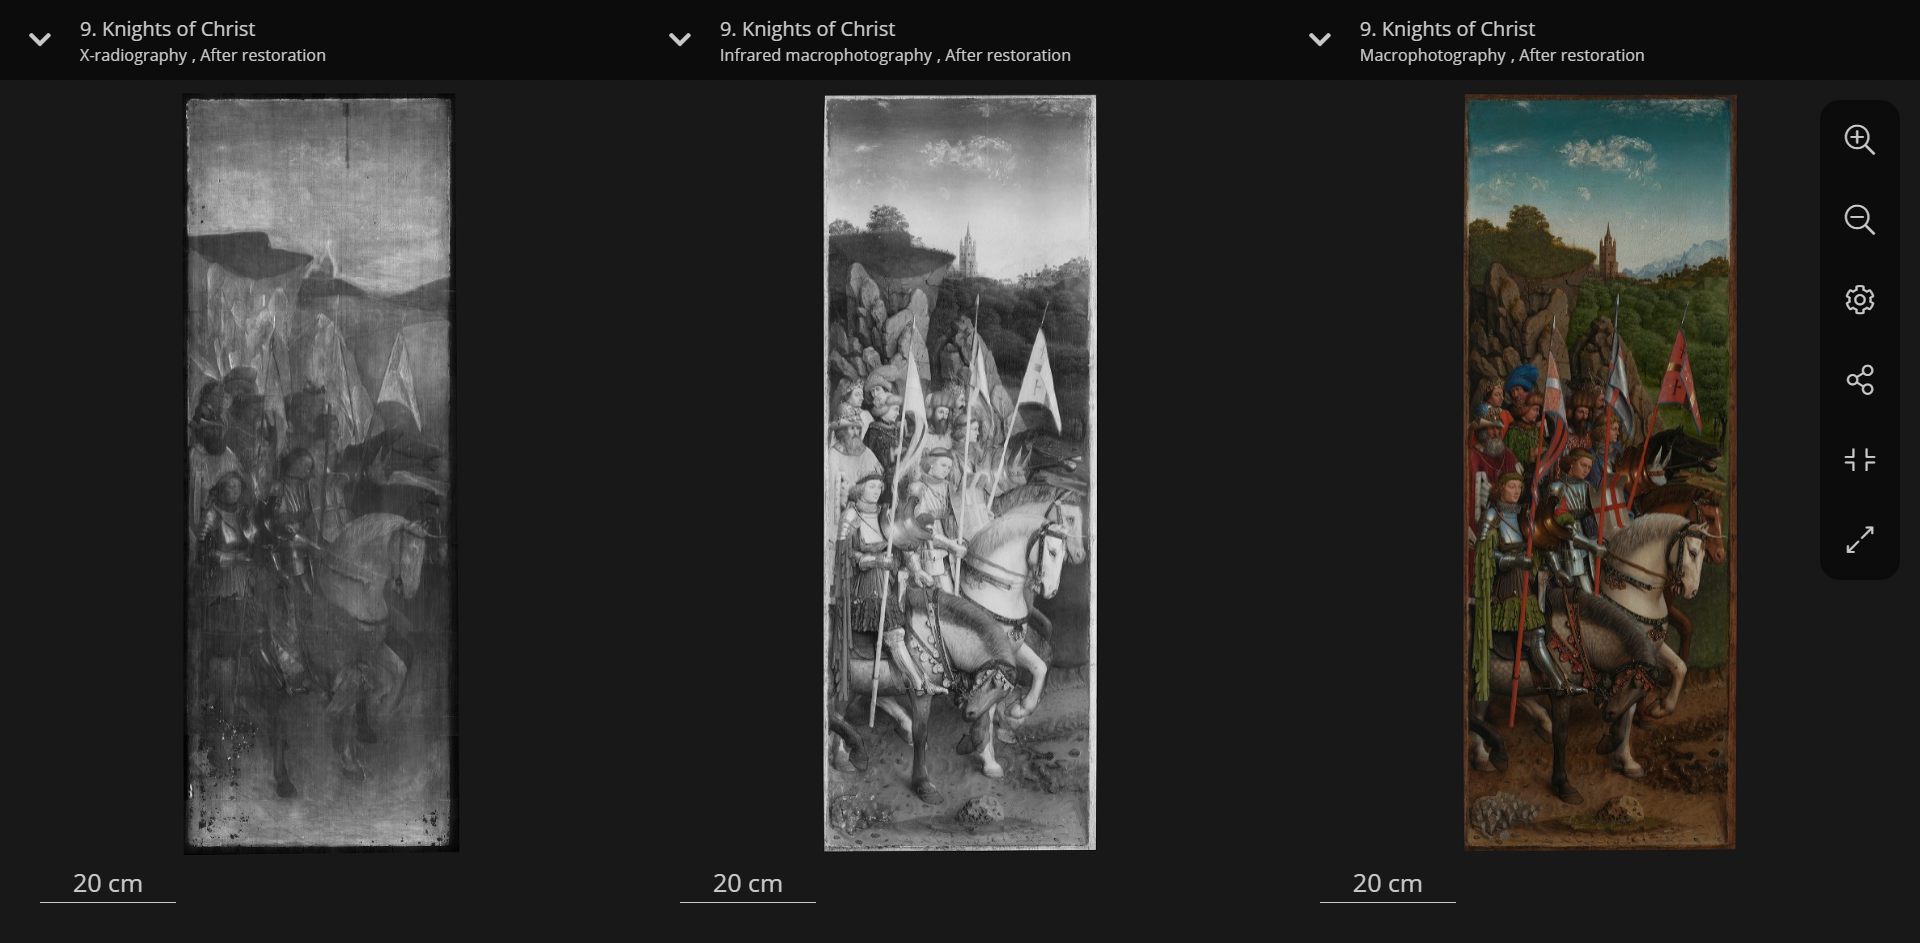 9. Knights of Christ
X-radiography , After restoration
9. Knights of Christ
Infrared macrophotography , After restoration
9. Knights of Christ
Macrophotography , After restoration
20 cm
20 cm
20 cm